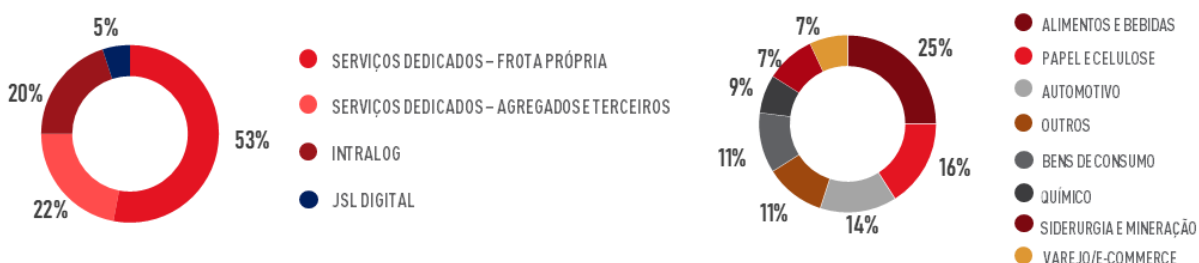 5%
20%
22%
53%
SERVIÇOS DEDICADOS – FROTA PRÓPRIA
SERVIÇOS DEDICADOS – AGREGADOS E TERCEIROS
INTRALOG
JSL DIGITAL
7%
7%
9%
11%
11%
14%
16%
25%
ALIMENTOS E BEBIDAS
PAPEL E CELULOSE
AUTOMOTIVO
OUTROS
BENS DE CONSUMO
QUÍMICO
SIDERURGIA E MINERAÇÃO
VAREJO/E-COMMERCE